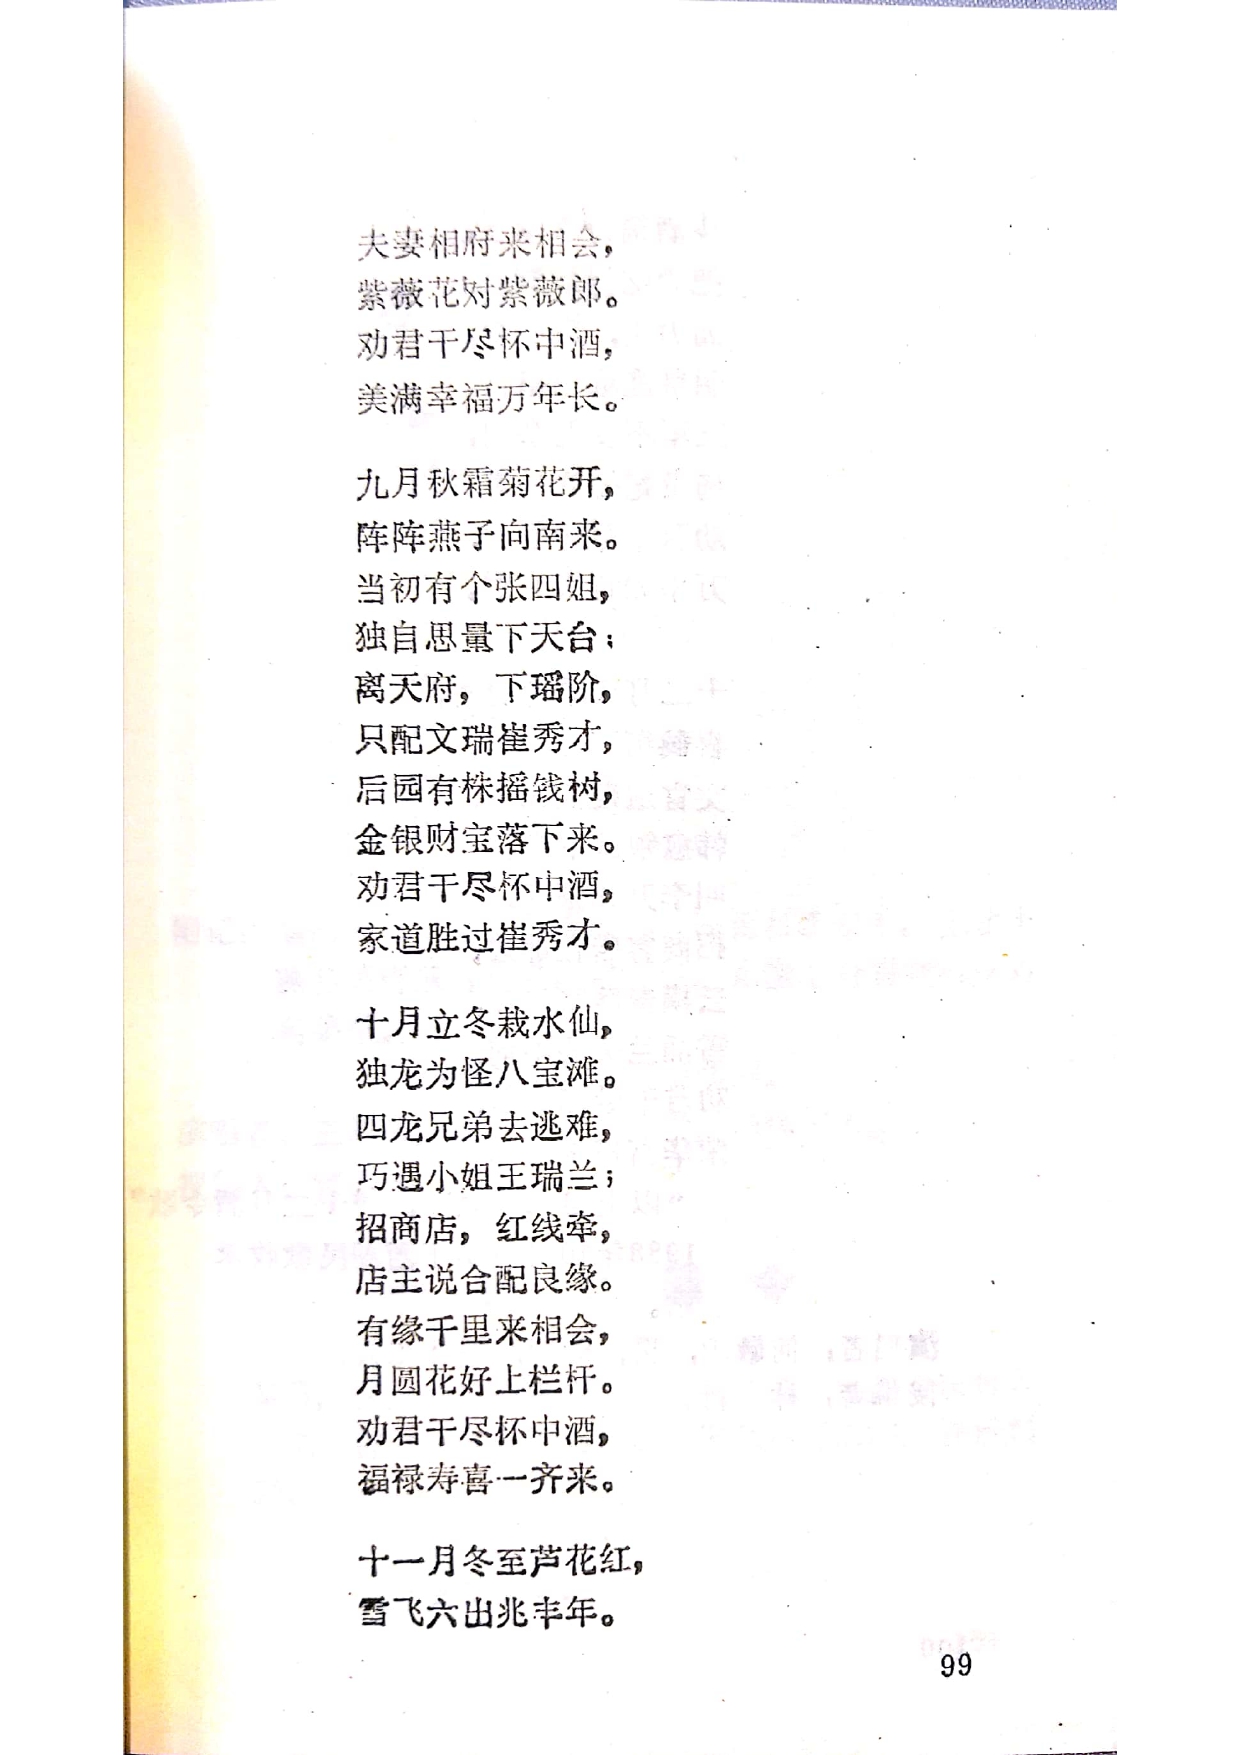 夫妻相府来相会，
紫薇花对紫薇郎。
劝君干尽杯中酒，
美满幸福万年长。
九月秋霜菊花开，
阵阵燕子向南来。
当初有个张四姐，
独自思量下天台；
离天府，下瑶阶，
只配文瑞崔秀才，
后园有株摇钱树，
金银财宝落下来。
劝君干尽杯中酒，
家道胜过崔秀才。
十月立冬栽水仙，
独龙为怪八宝滩。
四龙兄弟去逃难，
巧遇小姐王瑞兰；
招商店，红线牵，
店主说合配良缘。
有缘千里来相会，
月圆花好上栏杆。
劝君干尽杯中酒，
福禄寿喜一齐来。
十一月冬至芦花红，
雪飞六出兆丰年。
99